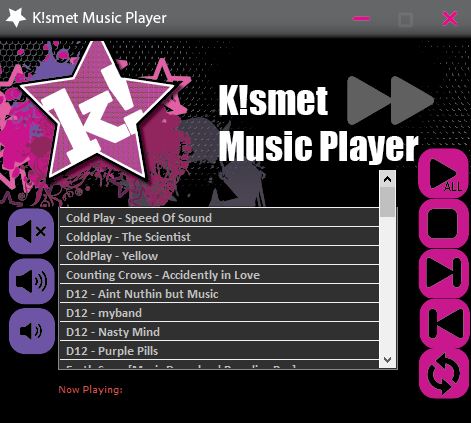 K!smet Music Player
k!
K!smet
Music Player
ALL
Cold Play - Speed Of Sound
Coldplay - The Scientist
ColdPlay - Yellow
Counting Crows - Accidently in Love
D12 - Aint Nuthin but Music
D12 - myband
D12 - Nasty Mind
D12 - Purple Pills
Now Playing: